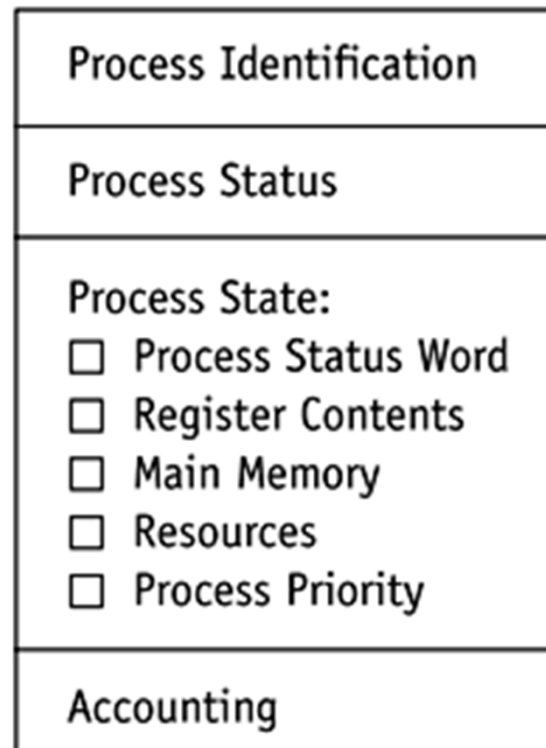 Process Identification
Process Status
Process State:
Process Status Word
Register Contents
Main Memory
Resources
Process Priority
Accounting